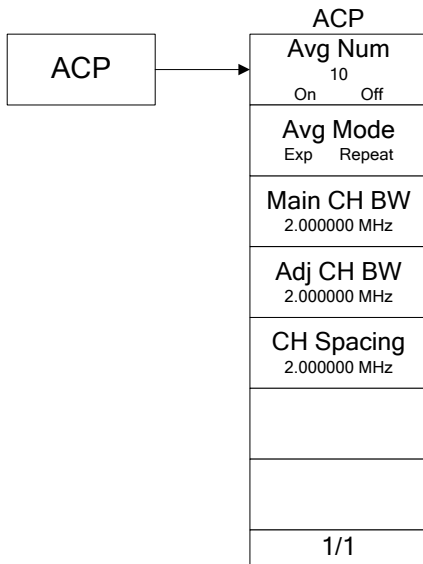 ACP
ACP
Avg Num
10
On Off
Avg Mode
Exp Repeat
Main CH BW
2.000000 MHz
Adj CH BW
2.000000 MHz
CH Spacing
2.000000 MHz
1/1